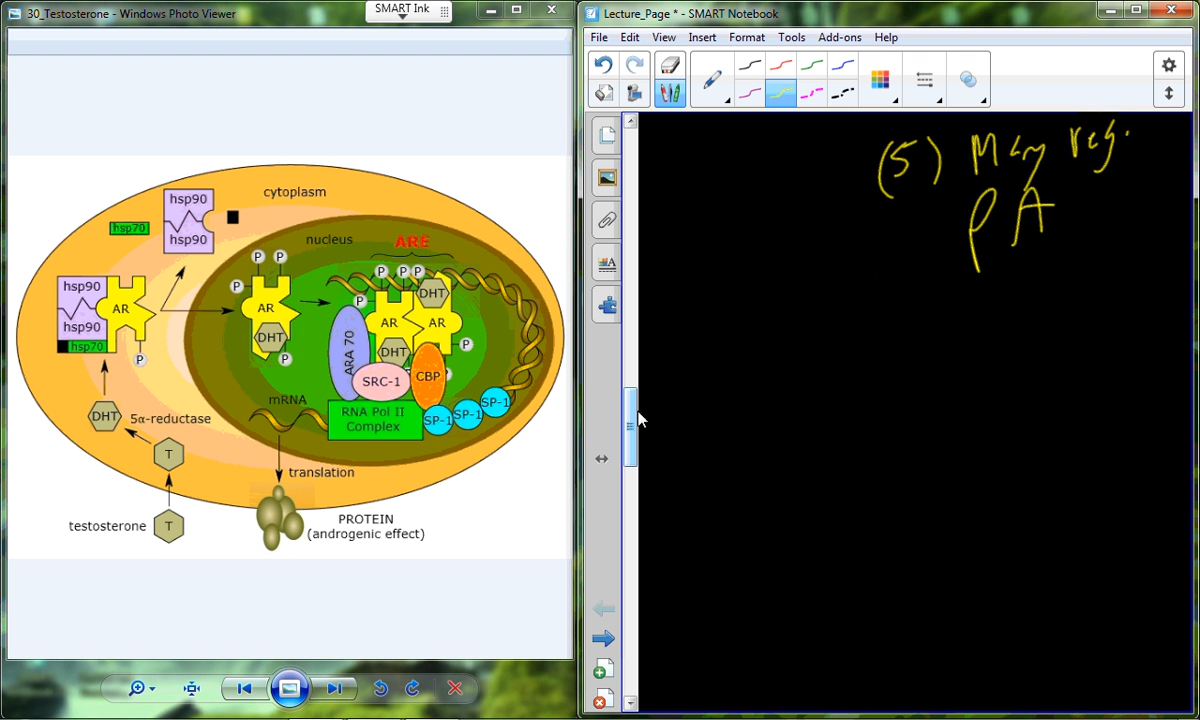 30_Testosterone - Windows Photo Viewer
SMART Ink
cytoplasm
hsp90
hsp90
hsp70
nucleus
ARE
P P
P
P P P
DHT
P
hsp90
AR
hsp90
hsp70
P
AR
DHT
P
AR
AR
DHT
P
ARA 70
SRC-1
CBP
DHT
5α-reductase
mRNA
RNA Pol II
Complex
SP-1
SP-1
SP-1
T
translation
testosterone
T
PROTEIN
(androgenic effect)
Lecture_Page * - SMART Notebook
File Edit View Insert Format Tools Add-ons Help
(5) May reg.
PA